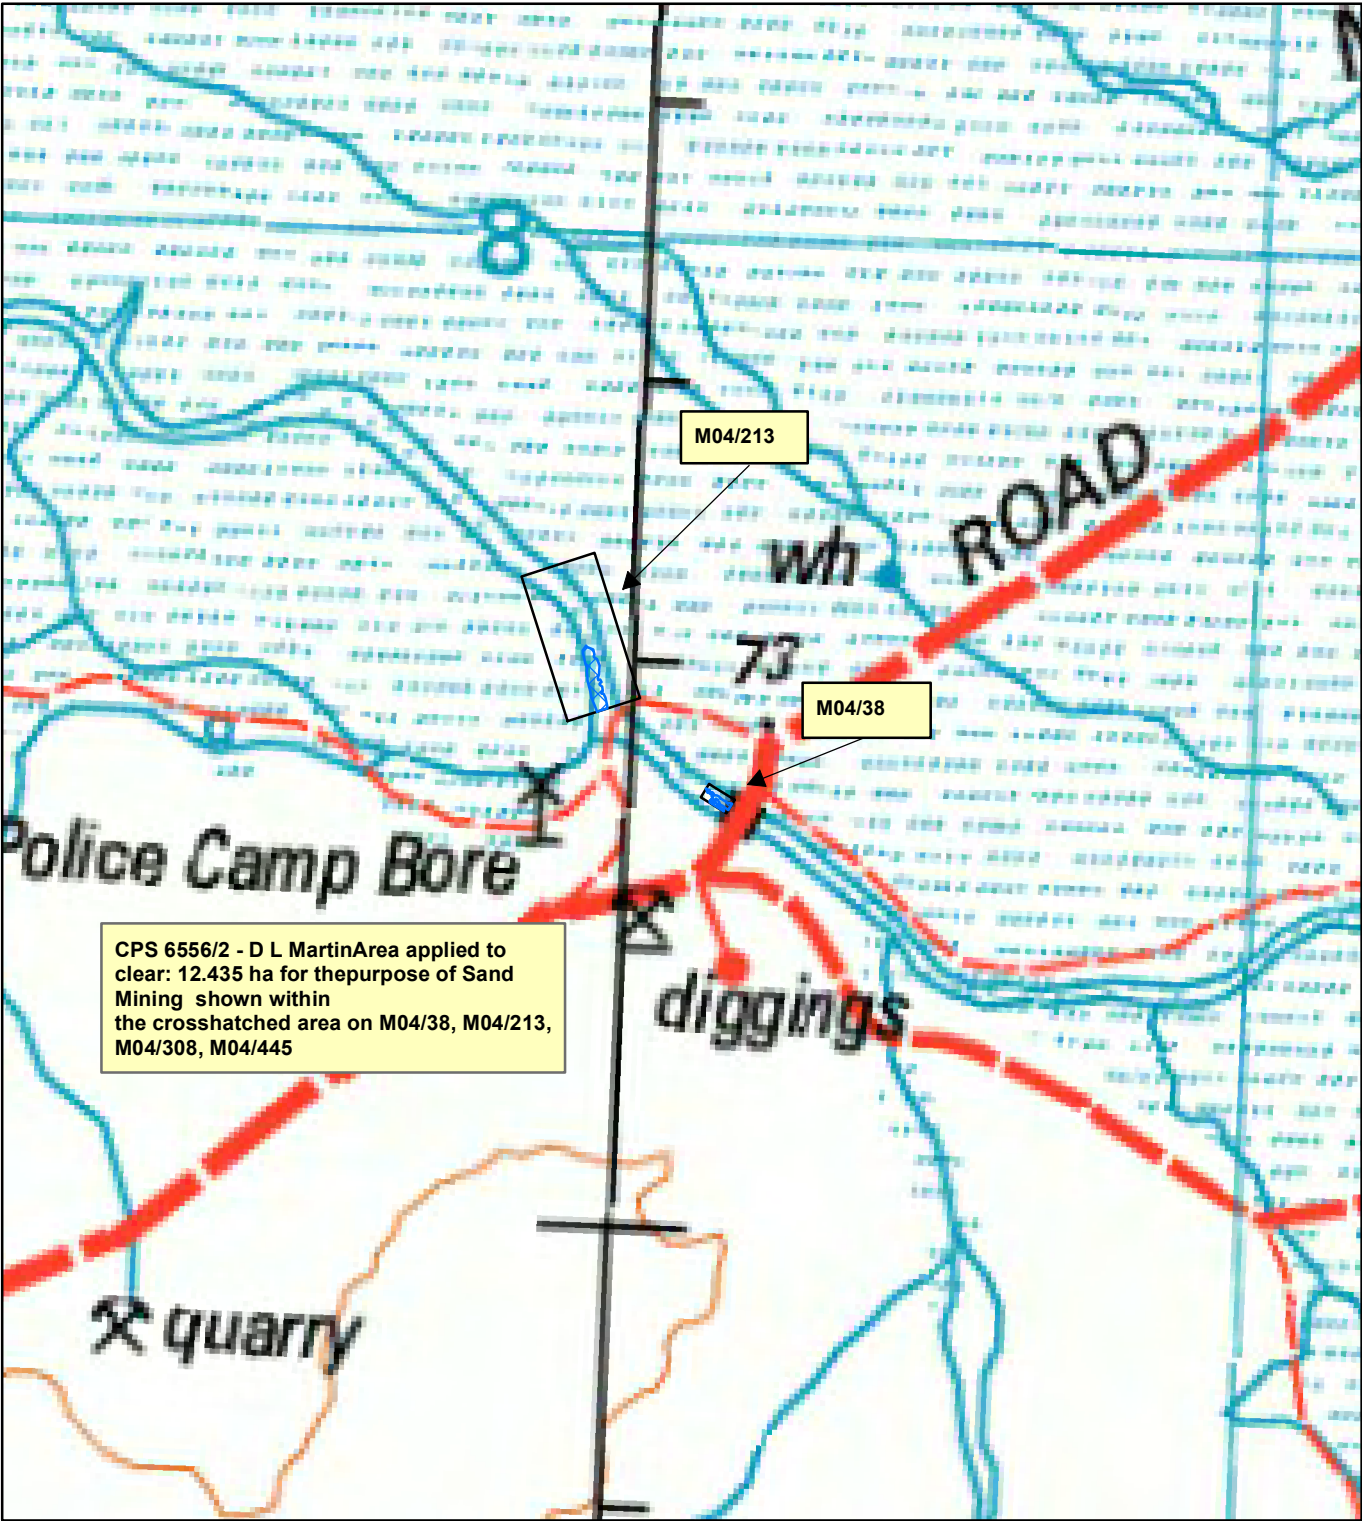 8
M04/213
ROAD
wh
73
M04/38
Police Camp Bore
CPS 6556/2 - D L MartinArea applied to
clear: 12.435 ha for thepurpose of Sand
Mining shown within
the crosshatched area on M04/38, M04/213,
M04/308, M04/445
diggings
quarry